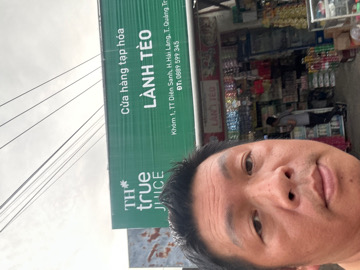 Cửa hàng tạp hóa
LÀNH TÈO
Khóm 1, TT Diên Sanh, H.Hải Lăng, T. Quảng Trị
ĐT: 0889 599 345
TH
true
JUICE